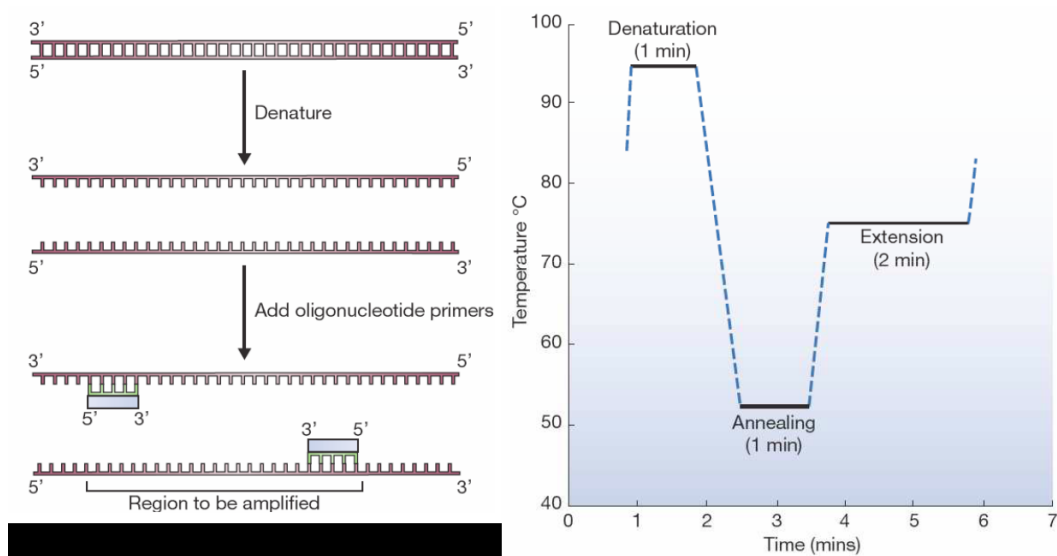 3’ 5’
5’ 3’
Denature
3’ 5’
5’ 3’
Add oligonucleotide primers
3’ 5’
5’ 3’
3’ 5’
5’ 3’
Region to be amplified
Temperature °C
100
90
80
70
60
50
40
Denaturation
(1 min)
Extension
(2 min)
Annealing
(1 min)
0 1 2 3 4 5 6 7
Time (mins)